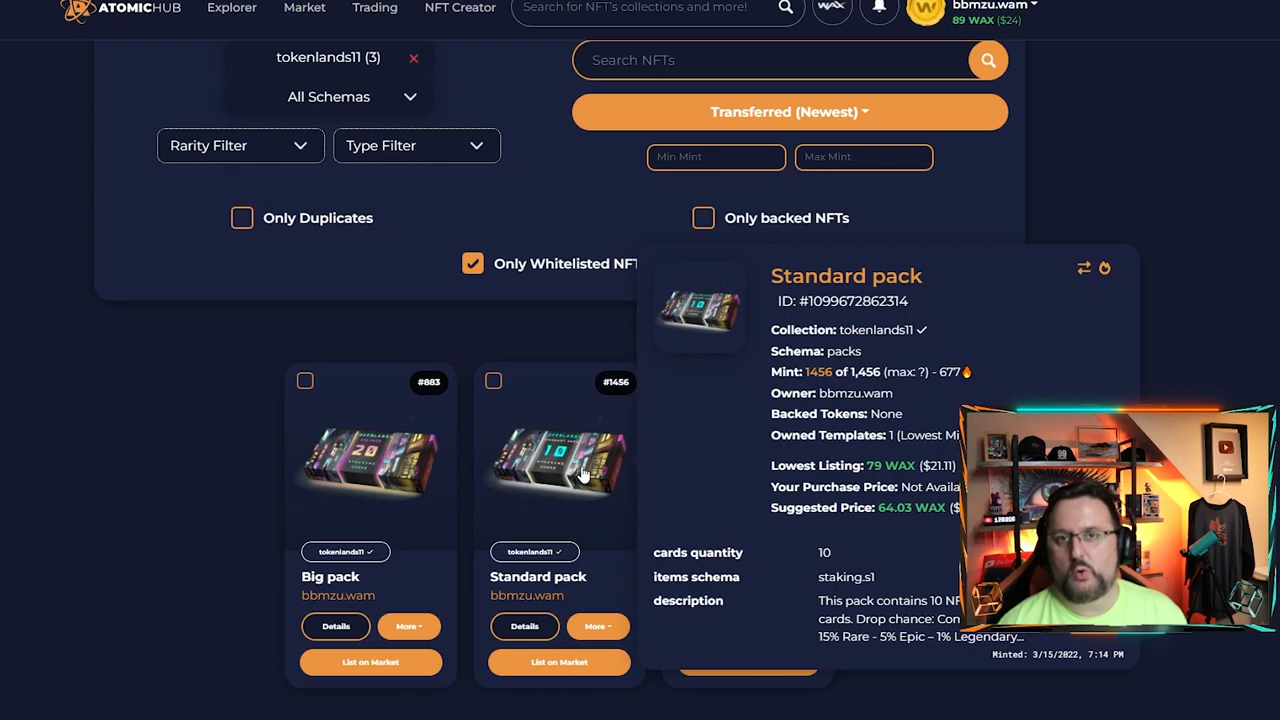 ATOMICHUB
Explorer
Market
Trading
NFT Creator
Search for NFT's collections and more!
WAX
bbmzu.wam
89 WAX ($24)
tokenlands11 (3)
All Schemas
Rarity Filter
Type Filter
Search NFTs
Transferred (Newest)
Min Mint
Max Mint
Only Duplicates
Only backed NFTs
Only Whitelisted NFT
#883
20
tokenlands11
Big pack
bbmzu.wam
Details
More
List on Market
#1456
10
tokenlands11
Standard pack
bbmzu.wam
Details
More
List on Market
10
Standard pack
ID: #1099672862314
Collection: tokenlands11
Schema: packs
Mint: 1456 of 1,456 (max: ?) - 677
Owner: bbmzu.wam
Backed Tokens: None
Owned Templates: 1 (Lowest Mi
Lowest Listing: 79 WAX ($21.11)
Your Purchase Price: Not Availa
Suggested Price: 64.03 WAX ($
cards quantity 10
items schema staking.s1
description This pack contains 10 NF
cards. Drop chance: Con
15% Rare - 5% Epic – 1% Legendary...
Minted: 3/15/2022, 7:14 PM